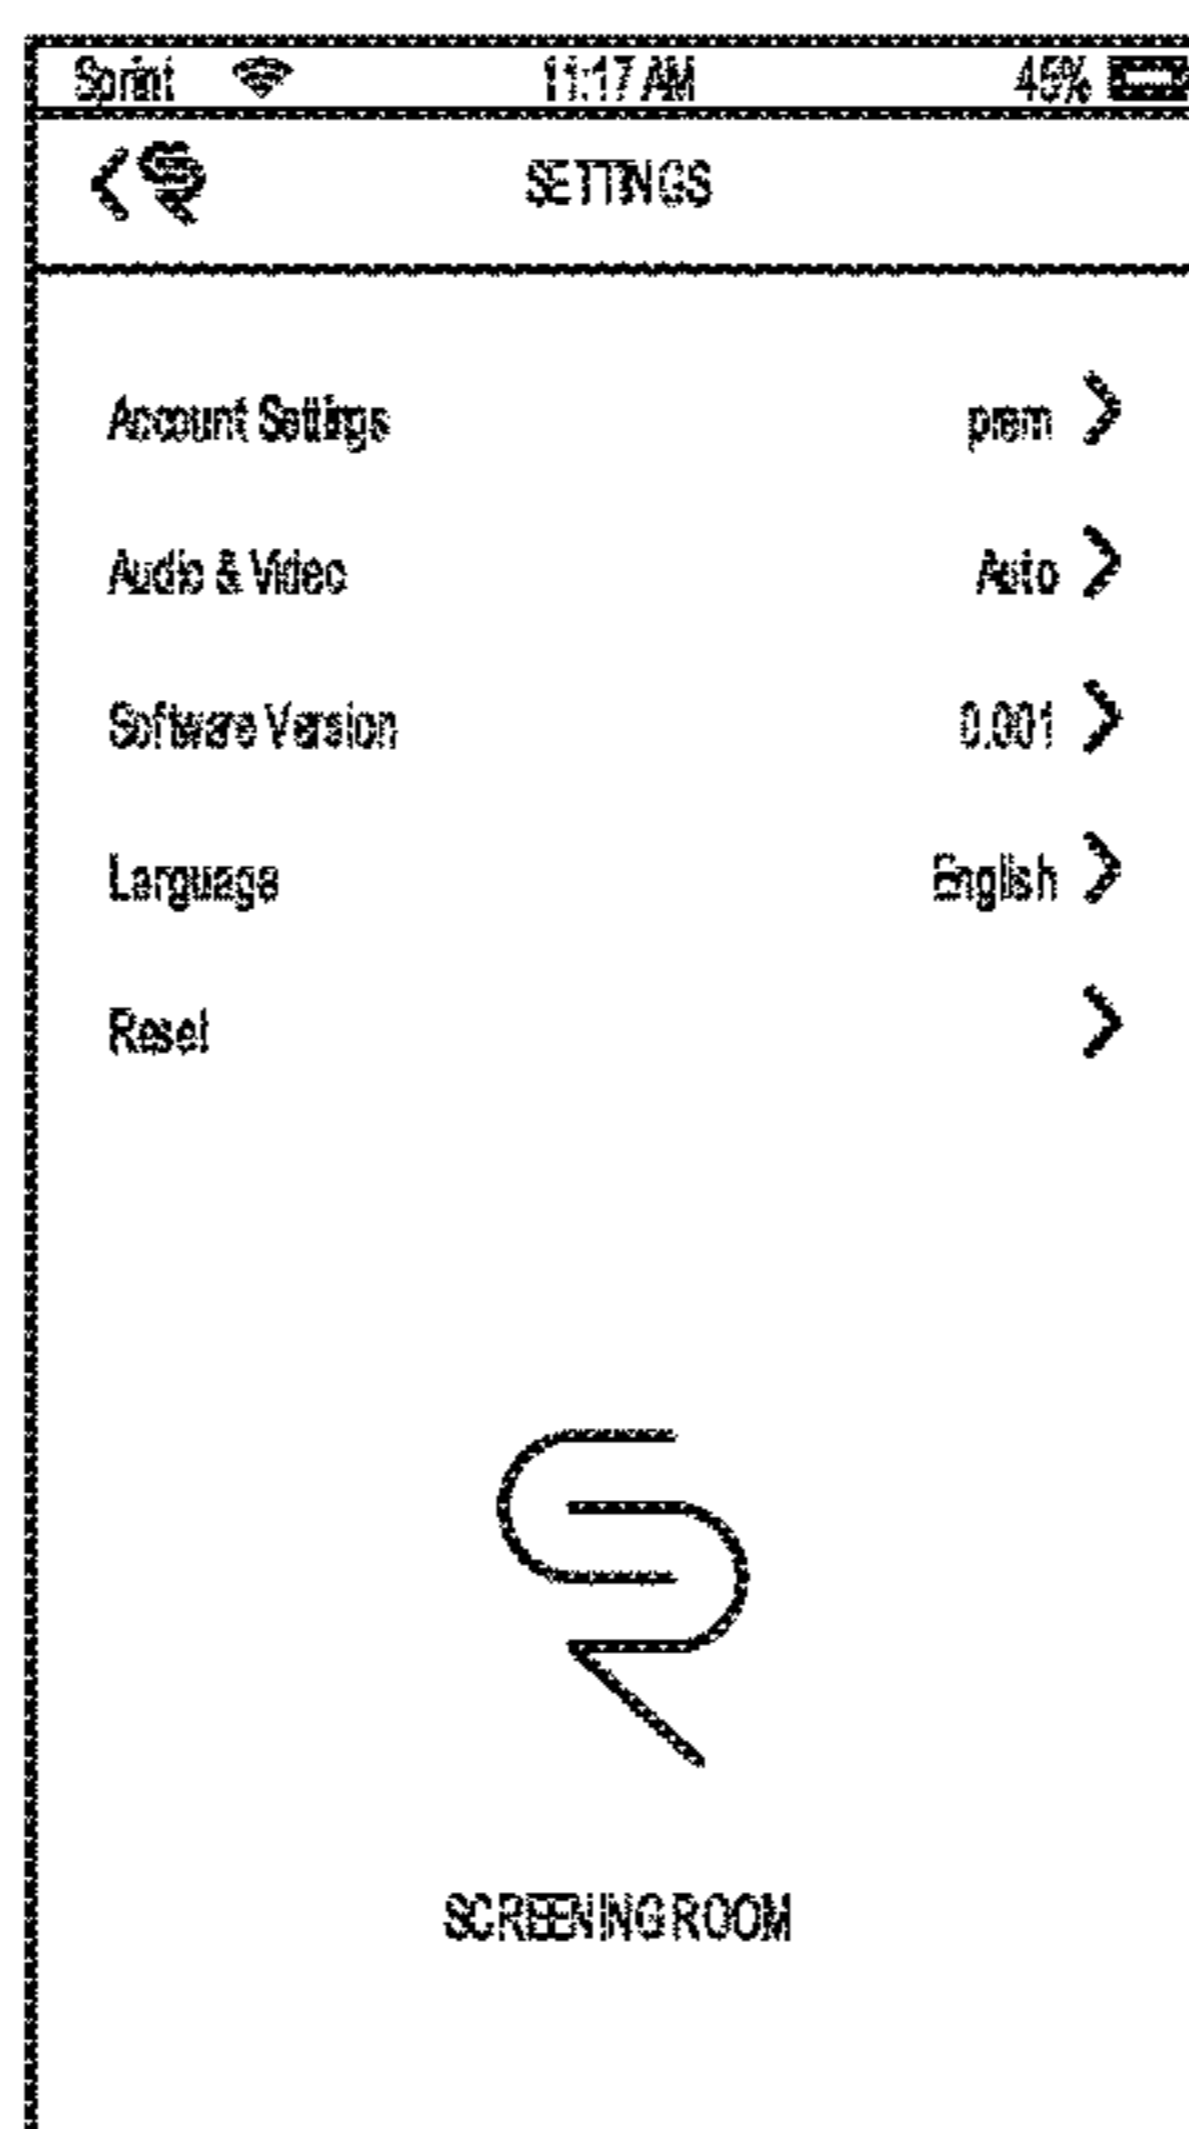 Sprint 11:17 AM 45%
SETTINGS
Account Settings prem
Audio & Video Auto
Software Version 0.001
Language English
Reset
SCREENING ROOM